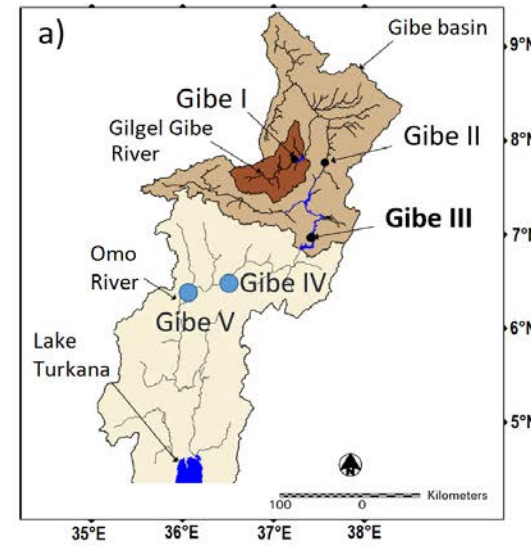 a)
Gibe basin
9°N
Gibe I
Gilgel Gibe
River
8°N
Gibe II
Gibe III
7°N
Omo
River
Gibe IV
Gibe V
6°N
Lake
Turkana
5°N
N
100 0 Kilometers
35°E 36°E 37°E 38°E